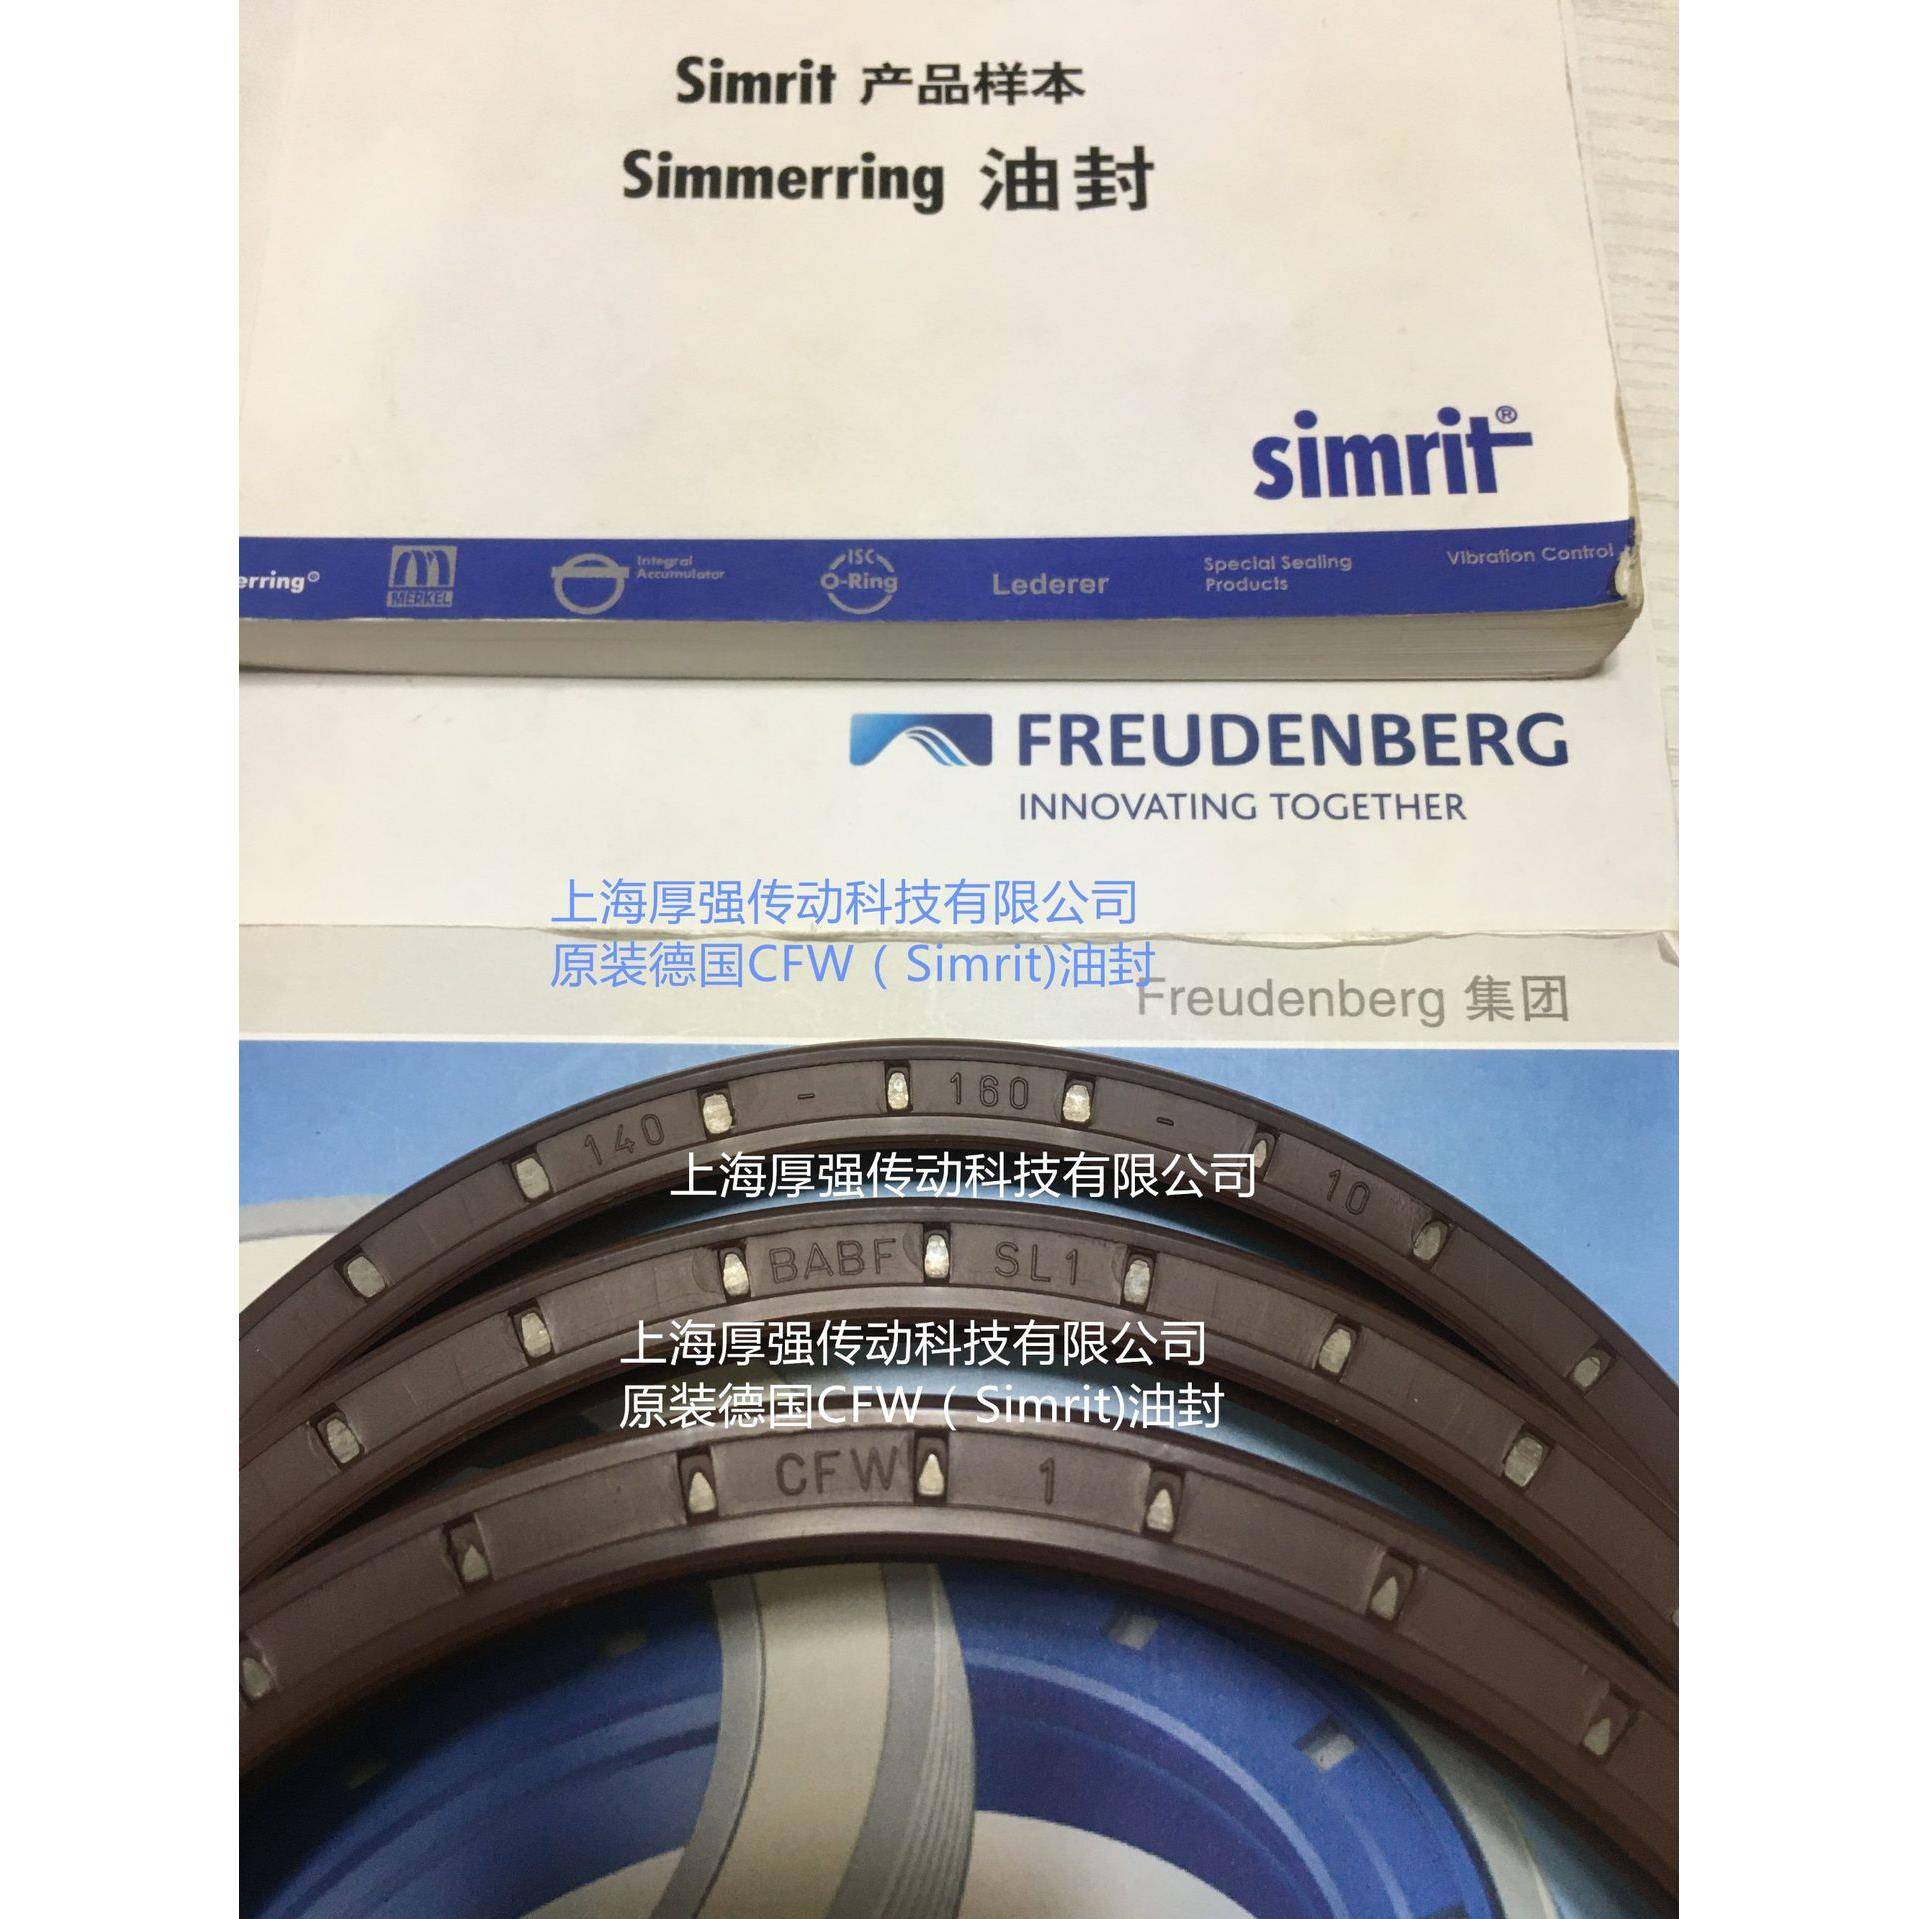 Simrit 产品样本
Simmerring 油封
simrit®
erring® MERKEL Integral Accumulator ISC O-Ring Lederer Special Sealing Products Vibration Control
FREUDENBERG
INNOVATING TOGETHER
上海厚强传动科技有限公司
原装德国CFW（Simrit)油封
Freudenberg 集团
140 - 160 - 10
上海厚强传动科技有限公司
BABF SL1
上海厚强传动科技有限公司
原装德国CFW（Simrit)油封
CFW 1